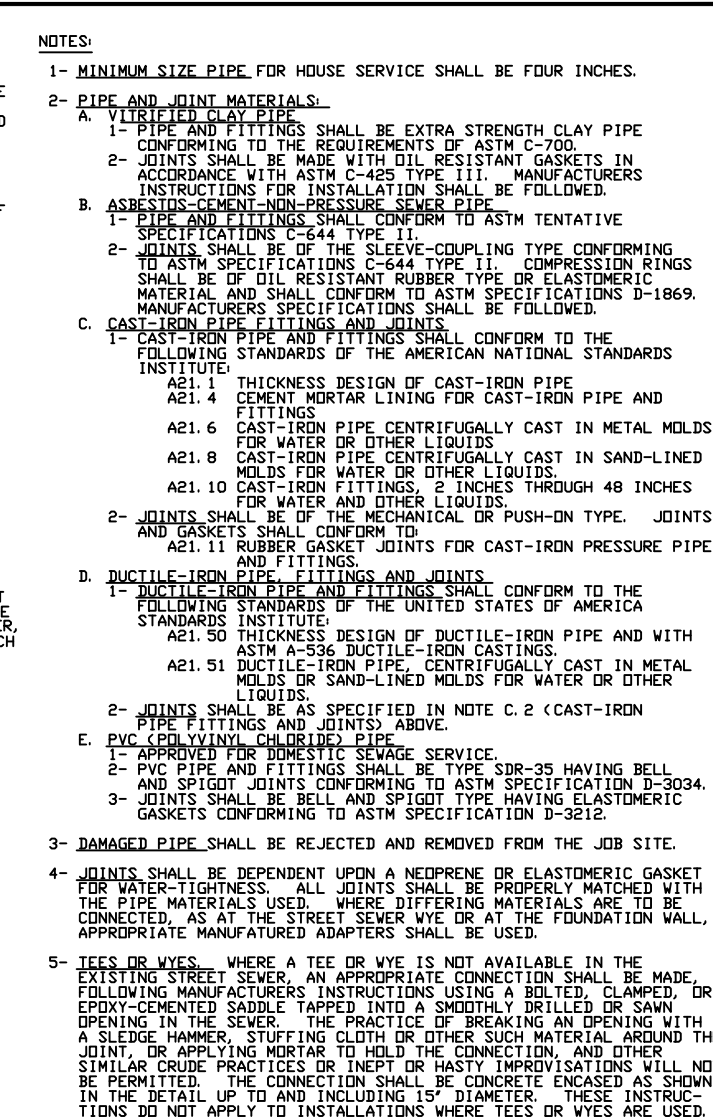 NOTES:
1- MINIMUM SIZE PIPE FOR HOUSE SERVICE SHALL BE FOUR INCHES.
2- PIPE AND JOINT MATERIALS:
A. VITRIFIED CLAY PIPE
1- PIPE AND FITTINGS SHALL BE EXTRA STRENGTH CLAY PIPE
CONFORMING TO THE REQUIREMENTS OF ASTM C-700.
2- JOINTS SHALL BE MADE WITH OIL RESISTANT GASKETS IN
ACCORDANCE WITH ASTM C-425 TYPE III. MANUFACTURERS
INSTRUCTIONS FOR INSTALLATION SHALL BE FOLLOWED.
B. ASBESTOS-CEMENT-NON-PRESSURE SEWER PIPE
1- PIPE AND FITTINGS SHALL CONFORM TO ASTM TENTATIVE
SPECIFICATIONS C-644 TYPE II.
2- JOINTS SHALL BE OF THE SLEEVE-COUPLING TYPE CONFORMING
TO ASTM SPECIFICATIONS C-644 TYPE II. COMPRESSION RINGS
SHALL BE OF OIL RESISTANT RUBBER TYPE OR ELASTOMERIC
MATERIAL AND SHALL CONFORM TO ASTM SPECIFICATIONS D-1869.
MANUFACTURERS SPECIFICATIONS SHALL BE FOLLOWED.
C. CAST-IRON PIPE FITTINGS AND JOINTS
1- CAST-IRON PIPE AND FITTINGS SHALL CONFORM TO THE
FOLLOWING STANDARDS OF THE AMERICAN NATIONAL STANDARDS
INSTITUTE:
A21. 1 THICKNESS DESIGN OF CAST-IRON PIPE
A21. 4 CEMENT MORTAR LINING FOR CAST-IRON PIPE AND
FITTINGS
A21. 6 CAST-IRON PIPE CENTRIFUGALLY CAST IN METAL MOLDS
FOR WATER OR OTHER LIQUIDS
A21. 8 CAST-IRON PIPE CENTRIFUGALLY CAST IN SAND-LINED
MOLDS FOR WATER OR OTHER LIQUIDS.
A21. 10 CAST-IRON FITTINGS, 2 INCHES THROUGH 48 INCHES
FOR WATER AND OTHER LIQUIDS.
2- JOINTS SHALL BE OF THE MECHANICAL OR PUSH-ON TYPE. JOINTS
AND GASKETS SHALL CONFORM TO:
A21. 11 RUBBER GASKET JOINTS FOR CAST-IRON PRESSURE PIPE
AND FITTINGS.
D. DUCTILE-IRON PIPE, FITTINGS AND JOINTS
1- DUCTILE-IRON PIPE AND FITTINGS SHALL CONFORM TO THE
FOLLOWING STANDARDS OF THE UNITED STATES OF AMERICA
STANDARDS INSTITUTE:
A21. 50 THICKNESS DESIGN OF DUCTILE-IRON PIPE AND WITH
ASTM A-536 DUCTILE-IRON CASTINGS.
A21. 51 DUCTILE-IRON PIPE, CENTRIFUGALLY CAST IN METAL
MOLDS OR SAND-LINED MOLDS FOR WATER OR OTHER
LIQUIDS.
2- JOINTS SHALL BE AS SPECIFIED IN NOTE C. 2 (CAST-IRON
PIPE FITTINGS AND JOINTS) ABOVE.
E. PVC (POLYVINYL CHLORIDE) PIPE
1- APPROVED FOR DOMESTIC SEWAGE SERVICE.
2- PVC PIPE AND FITTINGS SHALL BE TYPE SDR-35 HAVING BELL
AND SPIGOT JOINTS CONFORMING TO ASTM SPECIFICATION D-3034.
3- JOINTS SHALL BE BELL AND SPIGOT TYPE HAVING ELASTOMERIC
GASKETS CONFORMING TO ASTM SPECIFICATION D-3212.
3- DAMAGED PIPE SHALL BE REJECTED AND REMOVED FROM THE JOB SITE.
4- JOINTS SHALL BE DEPENDENT UPON A NEOPRENE OR ELASTOMERIC GASKET
FOR WATER-TIGHTNESS. ALL JOINTS SHALL BE PROPERLY MATCHED WITH
THE PIPE MATERIALS USED. WHERE DIFFERING MATERIALS ARE TO BE
CONNECTED, AS AT THE STREET SEWER WYE OR AT THE FOUNDATION WALL,
APPROPRIATE MANUFATURED ADAPTERS SHALL BE USED.
5- TEES OR WYES. WHERE A TEE OR WYE IS NOT AVAILABLE IN THE
EXISTING STREET SEWER, AN APPROPRIATE CONNECTION SHALL BE MADE,
FOLLOWING MANUFACTURERS INSTRUCTIONS USING A BOLTED, CLAMPED, OR
EPOXY-CEMENTED SADDLE TAPPED INTO A SMOOTHLY DRILLED OR SAWN
OPENING IN THE SEWER. THE PRACTICE OF BREAKING AN OPENING WITH
A SLEDGE HAMMER, STUFFING CLOTH OR OTHER SUCH MATERIAL AROUND TH
JOINT, OR APPLYING MORTAR TO HOLD THE CONNECTION, AND OTHER
SIMILAR CRUDE PRACTICES OR INEPT OR HASTY IMPROVISATIONS WILL NO
BE PERMITTED. THE CONNECTION SHALL BE CONCRETE ENCASED AS SHOWN
IN THE DETAIL UP TO AND INCLUDING 15" DIAMETER. THESE INSTRUC-
TIONS DO NOT APPLY TO INSTALLATIONS WHERE TEES OR WYES ARE USED.